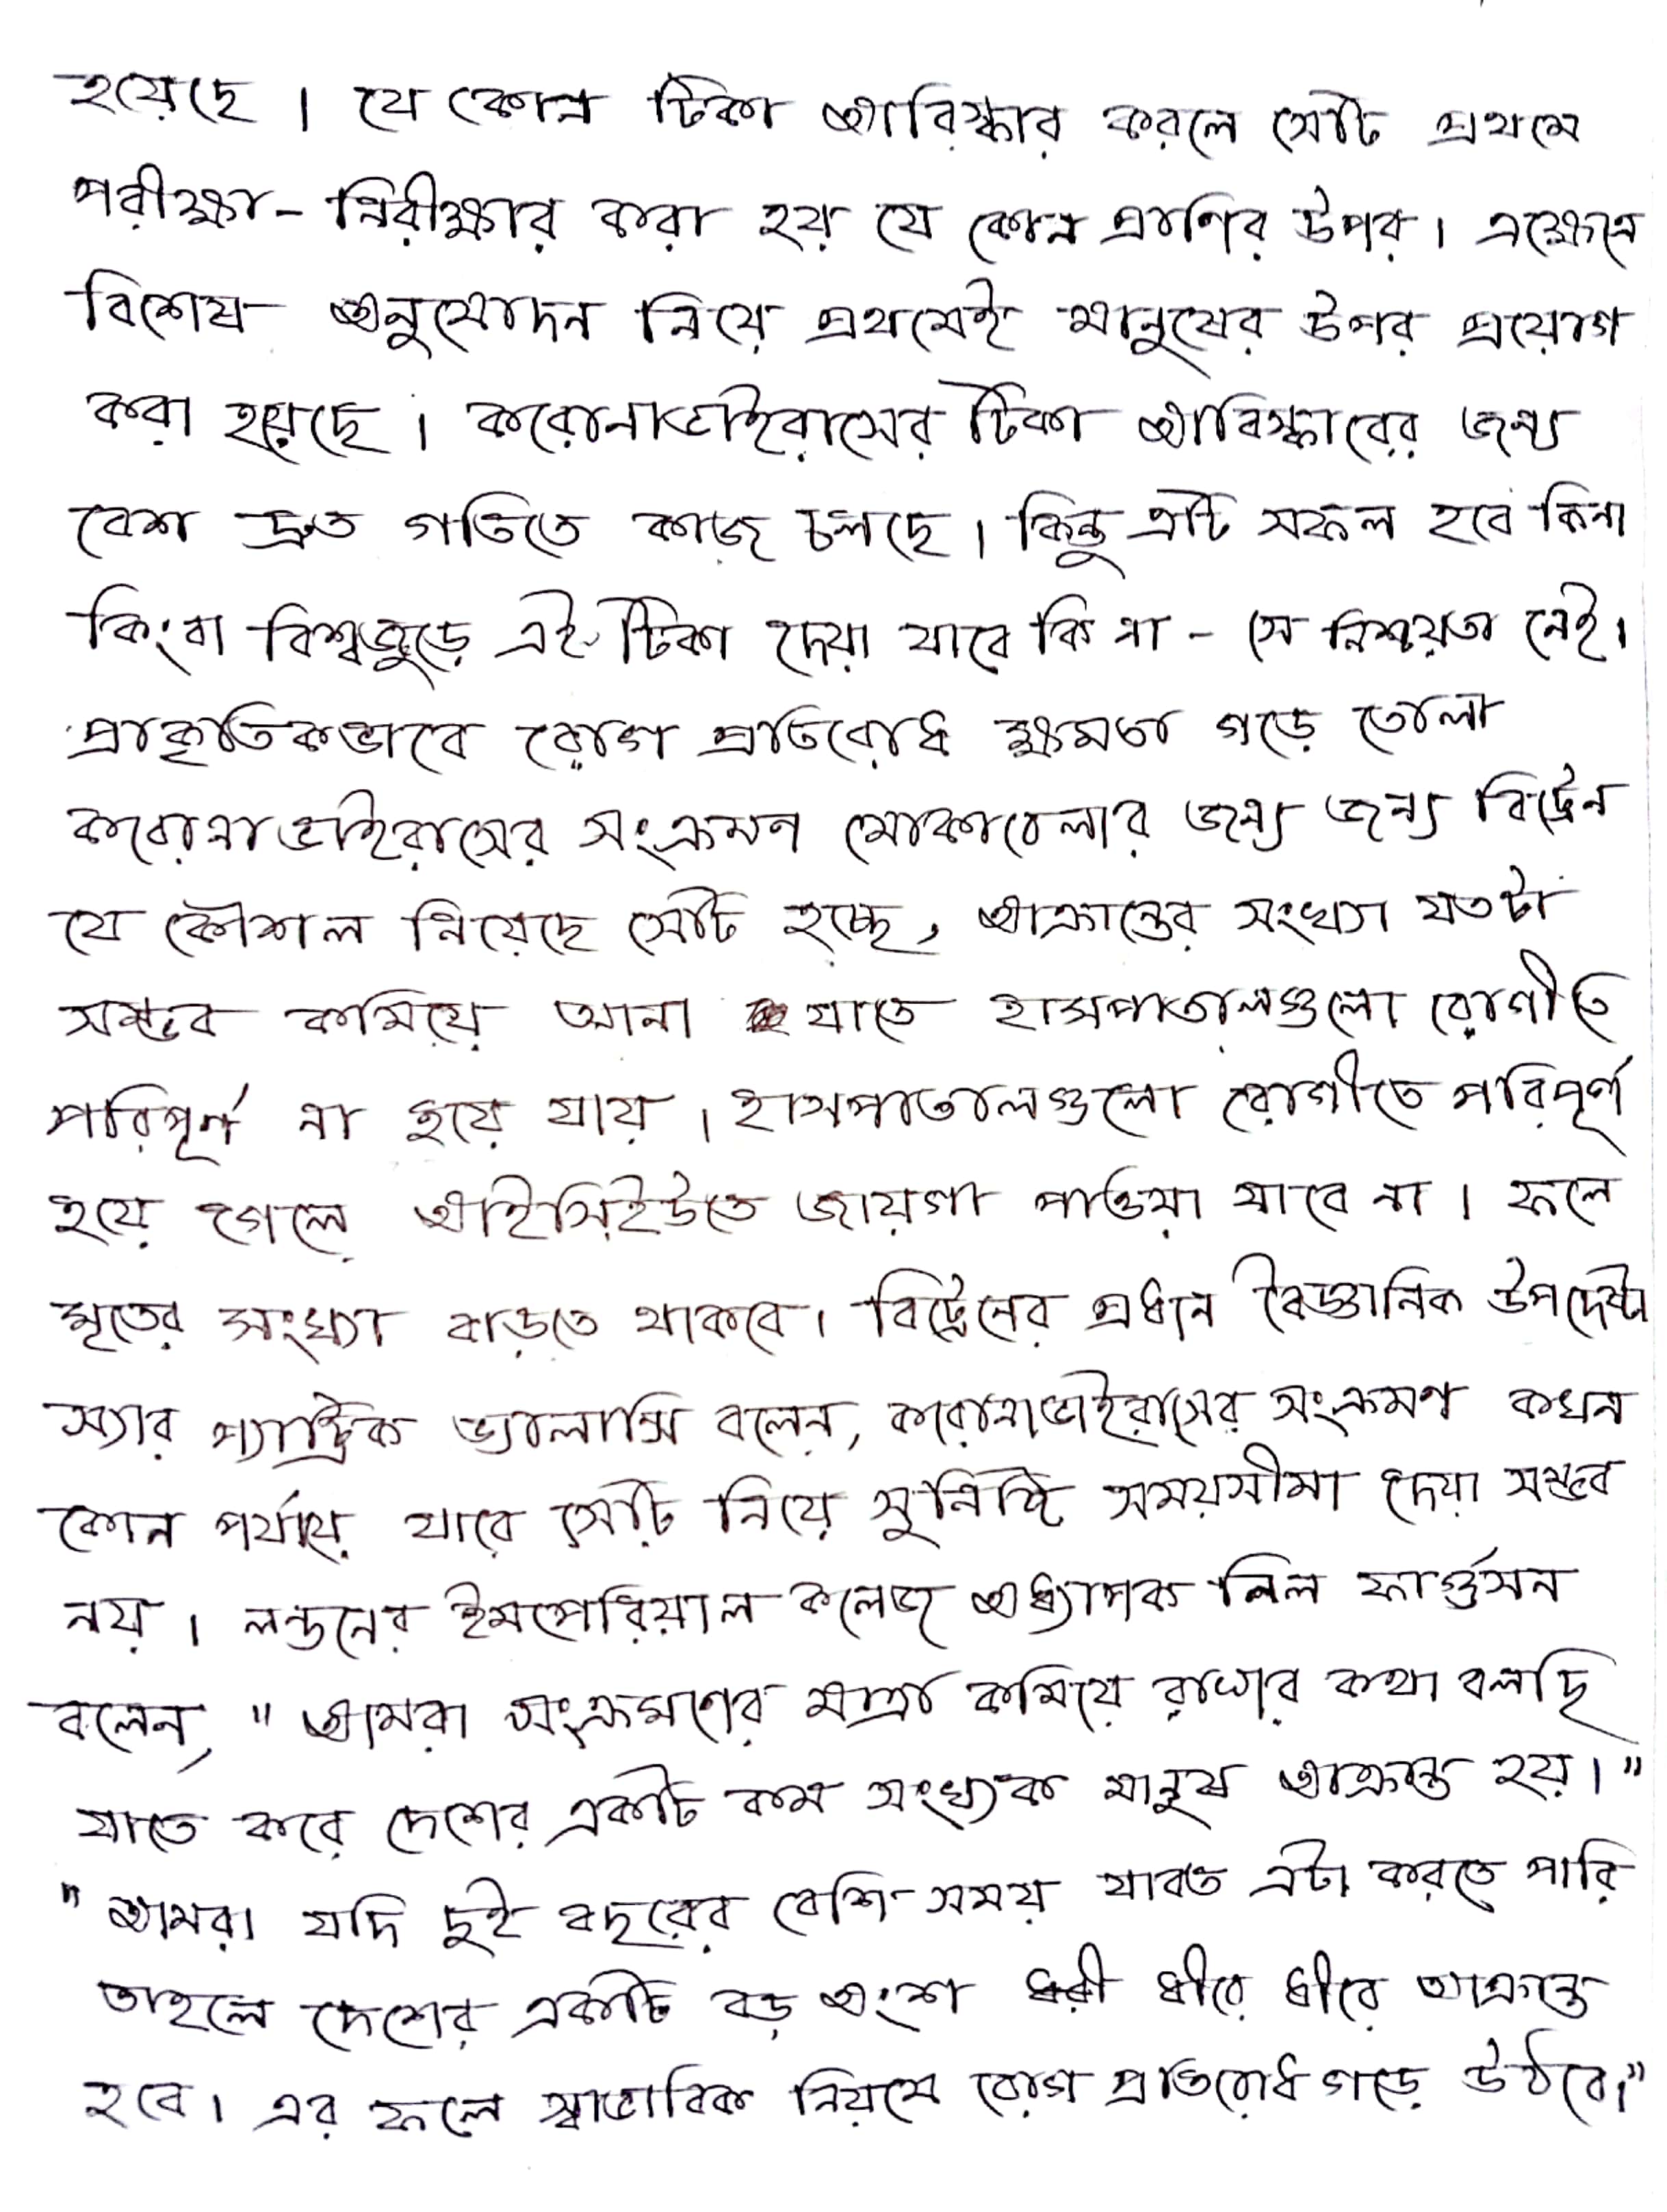 হয়েছে। যে কোন টিকা আবিস্কার করলে সেটি প্রথমে
পরীক্ষা-নিরীক্ষার করা হয় যে কোন প্রাণির উপর। এক্ষেত্রে
বিশেষ অনুমোদন নিয়ে প্রথমেই মানুষের উপর প্রয়োগ
করা হয়েছে। করোনাভাইরাসের টিকা আবিস্কারের জন্য
বেশ দ্রুত গতিতে কাজ চলছে। কিন্তু এটি সফল হবে কিনা
কিংবা বিশ্বজুড়ে এই টিকা দেয়া যাবে কি না - সে নিশ্চয়তা নেই।
প্রাকৃতিকভাবে রোগ প্রতিরোধ ক্ষমতা গড়ে তোলা
করোনাভাইরাসের সংক্রমণ মোকাবেলার জন্য জন্য ব্রিটেন
যে কৌশল নিয়েছে সেটি হচ্ছে, আক্রান্তের সংখ্যা যতটা
সম্ভব কমিয়ে আনা যাতে হাসপাতালগুলো রোগীতে
পরিপূর্ণ না হয়ে যায়। হাসপাতালগুলো রোগীতে পরিপূর্ণ
হয়ে গেলে আইসিইউতে জায়গা পাওয়া যাবে না। ফলে
মৃতের সংখ্যা বাড়তে থাকবে। ব্রিটেনের প্রধান বৈজ্ঞানিক উপদেষ্টা
স্যার প্যাট্রিক ভ্যালান্সি বলেন, করোনাভাইরাসের সংক্রমণ কখন
কোন পর্যায়ে যাবে সেটি নিয়ে সুনির্দিষ্ট সময়সীমা দেয়া সম্ভব
নয়। লন্ডনের ইমপেরিয়াল কলেজ অধ্যাপক নিল ফার্গুসন
বলেন, "আমরা সংক্রমণের মাত্রা কমিয়ে রাখার কথা বলছি
যাতে করে দেশের একটি কম সংখ্যক মানুষ আক্রান্ত হয়।"
"আমরা যদি দুই বছরের বেশি সময় যাবত এটা করতে পারি
তাহলে দেশের একটি বড় অংশ ধীরে ধীরে আক্রান্ত
হবে। এর ফলে স্বাভাবিক নিয়মে রোগ প্রতিরোধ গড়ে উঠবে।"